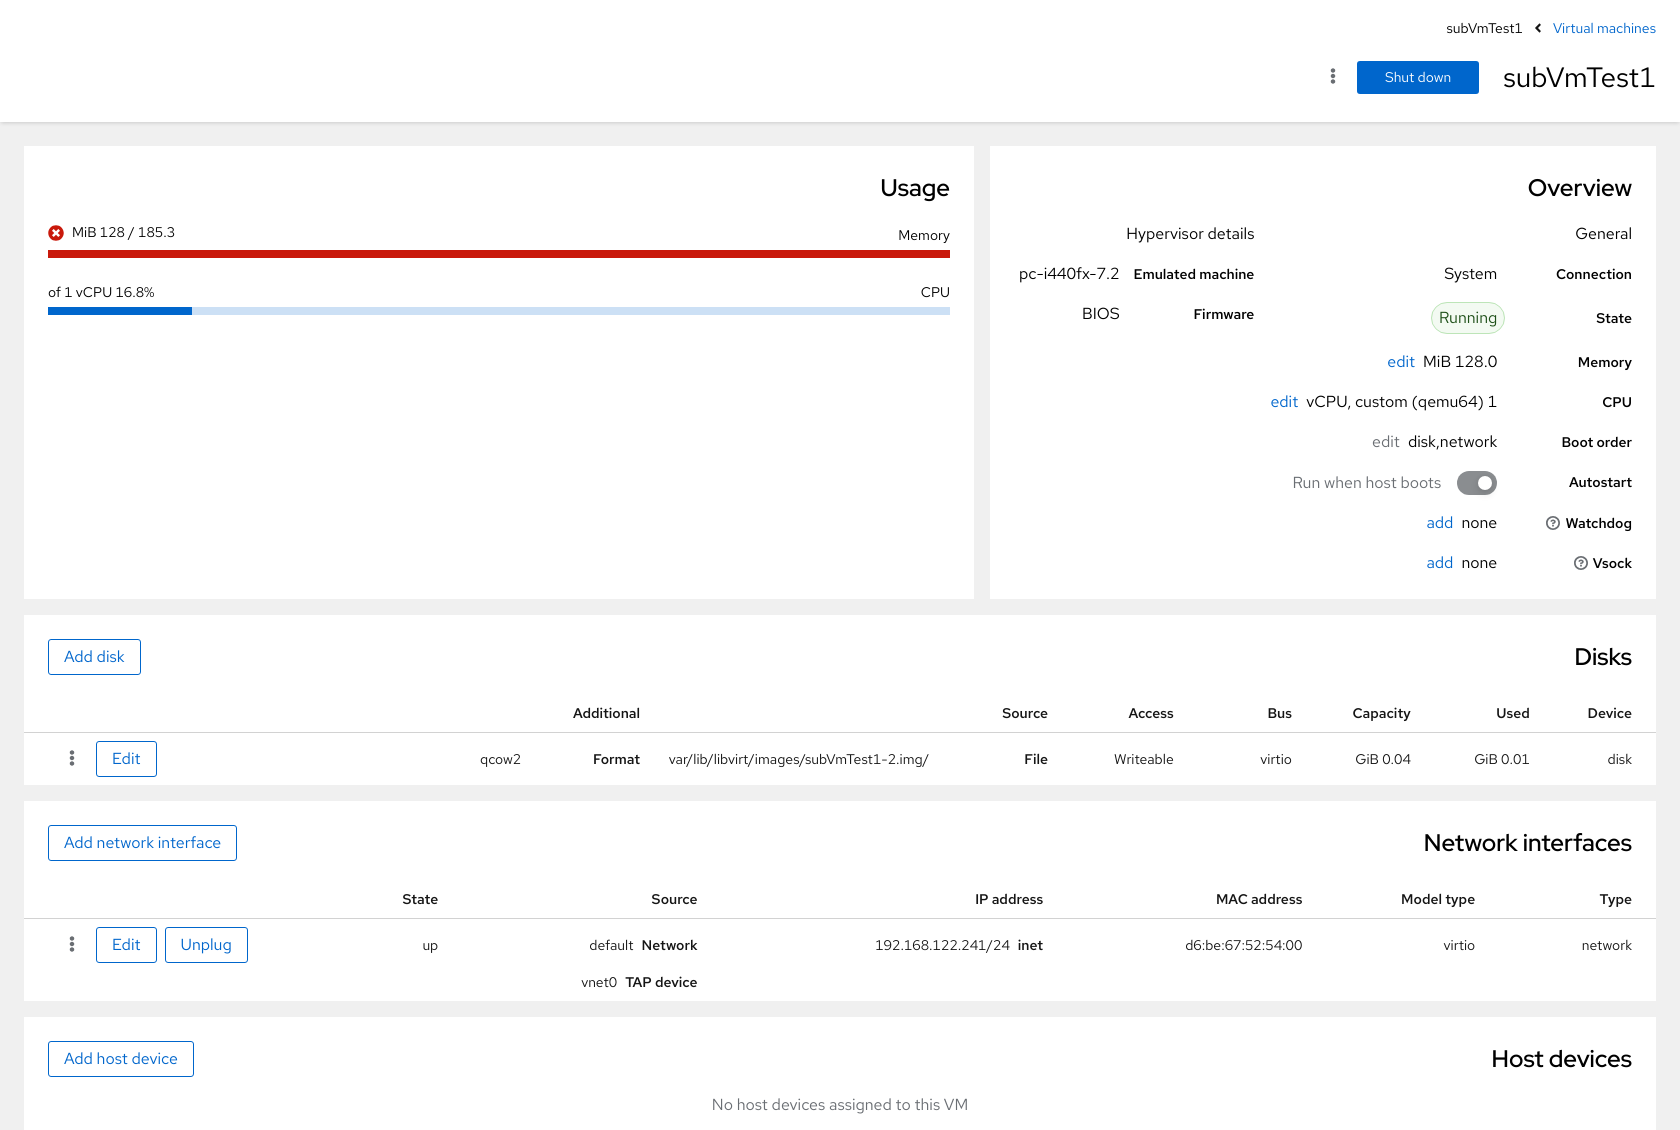 subVmTest1 Virtual machines
subVmTest1
Shut down
Usage
Memory
MiB 128 / 185.3
CPU
of 1 vCPU 16.8%
Overview
General
Connection System
State Running
Memory MiB 128.0 edit
CPU vCPU, custom (qemu64) 1 edit
Boot order disk,network edit
Autostart Run when host boots
Watchdog none add
Vsock none add
Hypervisor details
Emulated machine pc-i440fx-7.2
Firmware BIOS
Disks
Add disk
Device Used Capacity Bus Access Source Additional
disk GiB 0.01 GiB 0.04 virtio Writeable File var/lib/libvirt/images/subVmTest1-2.img/ Format qcow2 Edit
Network interfaces
Add network interface
Type Model type MAC address IP address Source State
network virtio d6:be:67:52:54:00 inet 192.168.122.241/24 Network default up Unplug Edit
TAP device vnet0
Host devices
Add host device
No host devices assigned to this VM